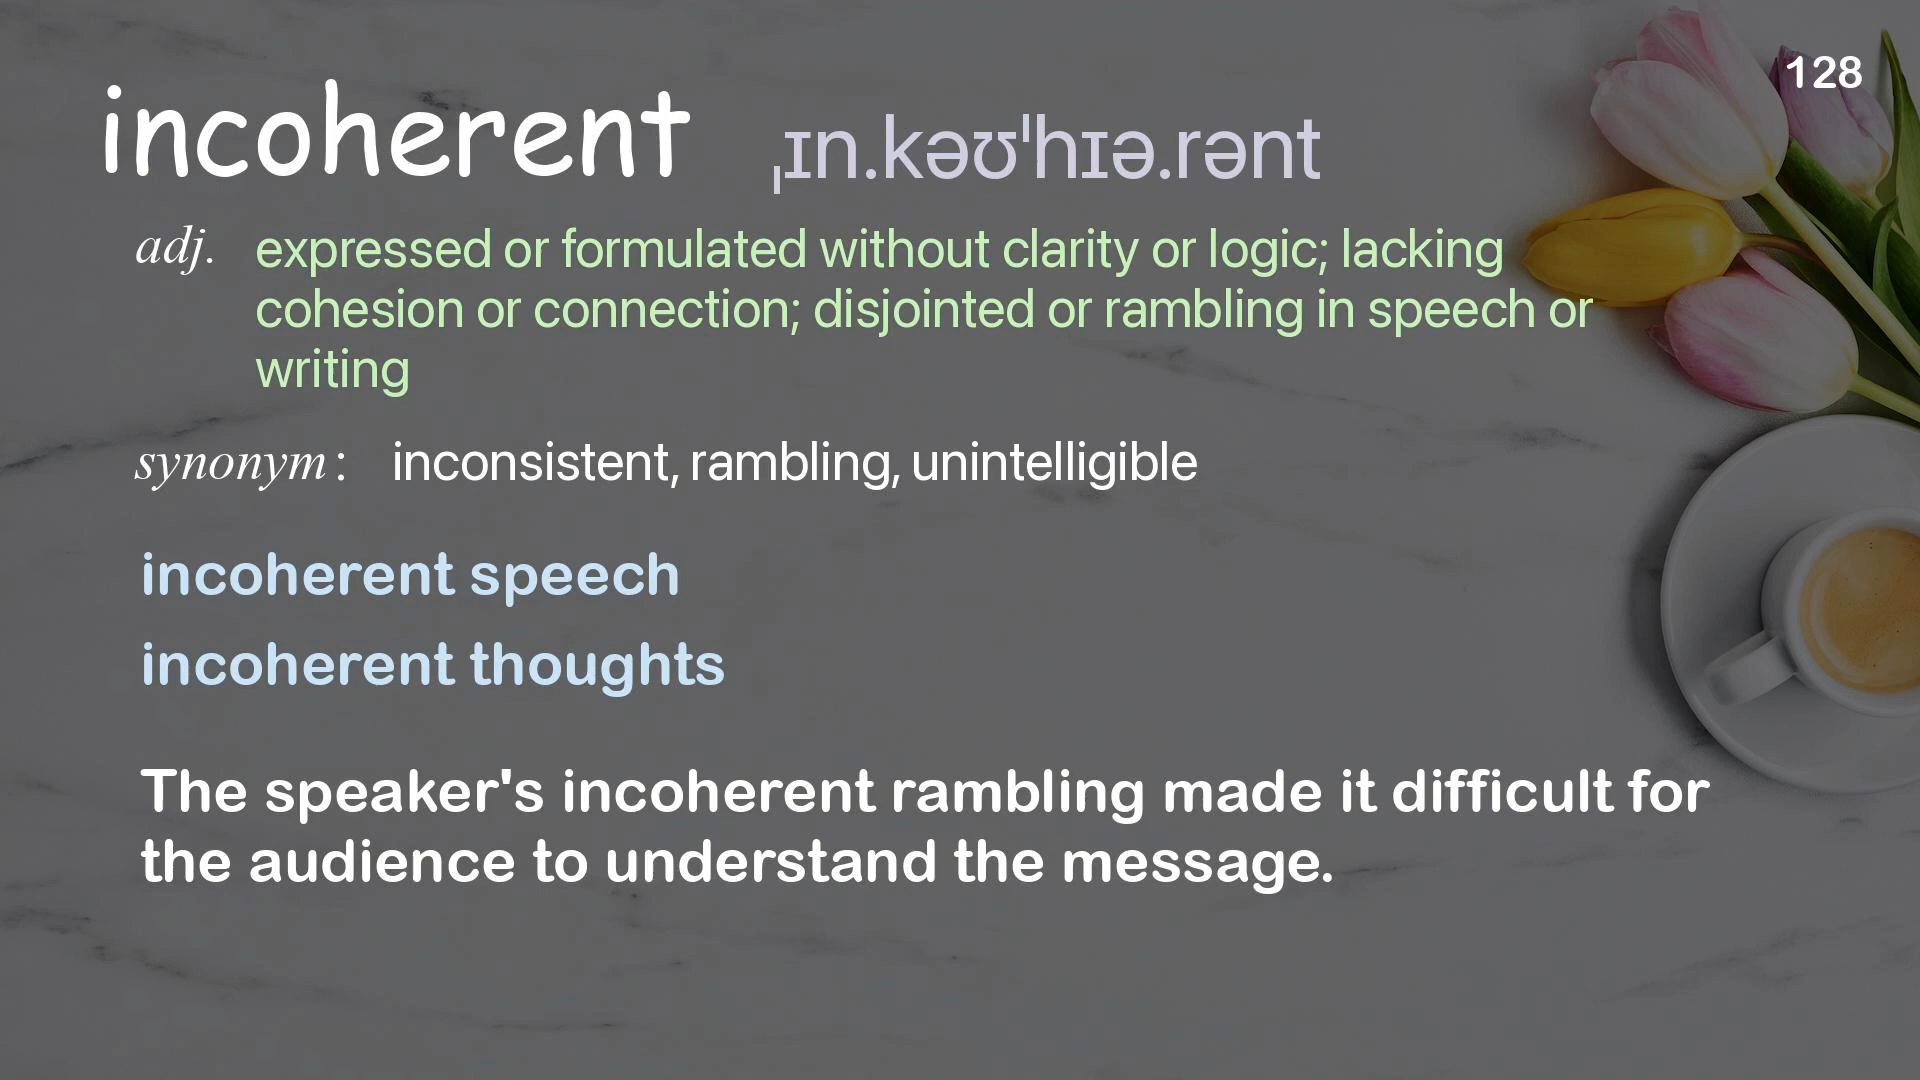 128
incoherent ˌɪn.kəʊˈhɪə.rənt
adj. expressed or formulated without clarity or logic; lacking
cohesion or connection; disjointed or rambling in speech or
writing
synonym : inconsistent, rambling, unintelligible
incoherent speech
incoherent thoughts
The speaker's incoherent rambling made it difficult for
the audience to understand the message.